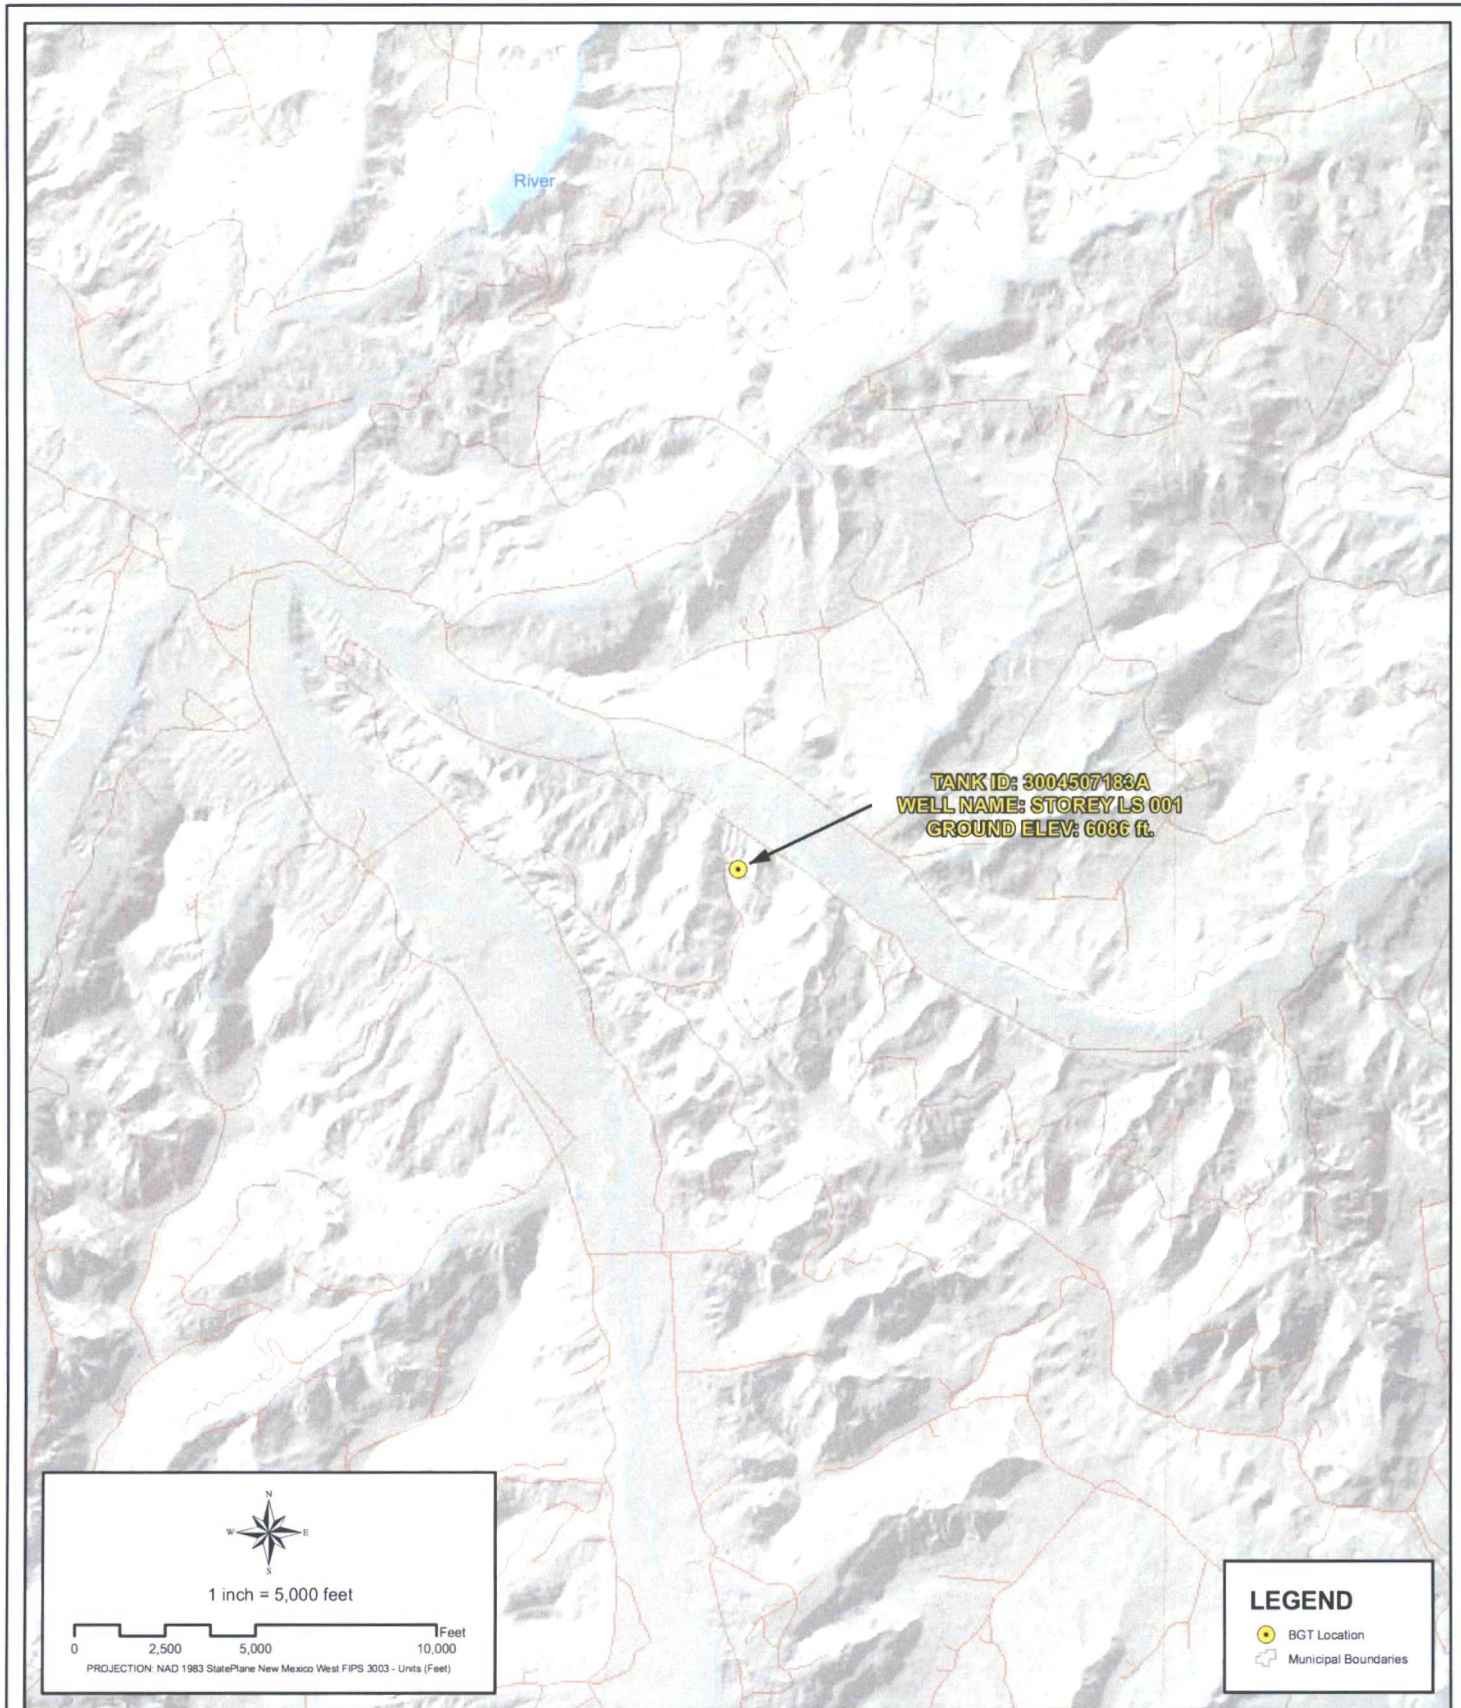 River
TANK ID: 3004507183A
WELL NAME: STOREY LS 001
GROUND ELEV: 6086 ft.
N
W E
S
1 inch = 5,000 feet
Feet
0 2,500 5,000 10,000
PROJECTION: NAD 1983 StatePlane New Mexico West FIPS 3003 - Units (Feet)
LEGEND
BGT Location
Municipal Boundaries